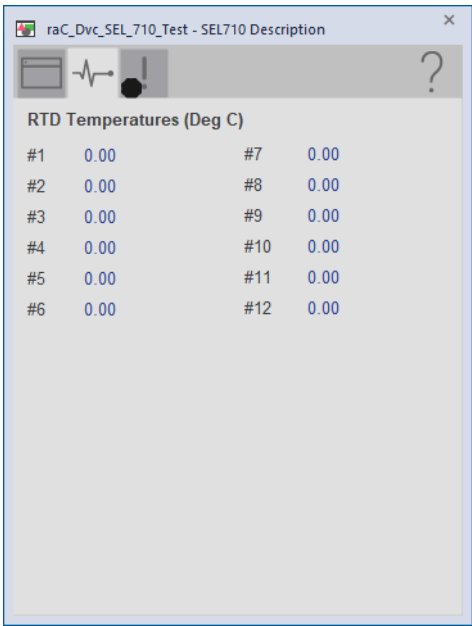 raC_Dvc_SEL_710_Test - SEL710 Description
RTD Temperatures (Deg C)
#1 0.00 #7 0.00
#2 0.00 #8 0.00
#3 0.00 #9 0.00
#4 0.00 #10 0.00
#5 0.00 #11 0.00
#6 0.00 #12 0.00